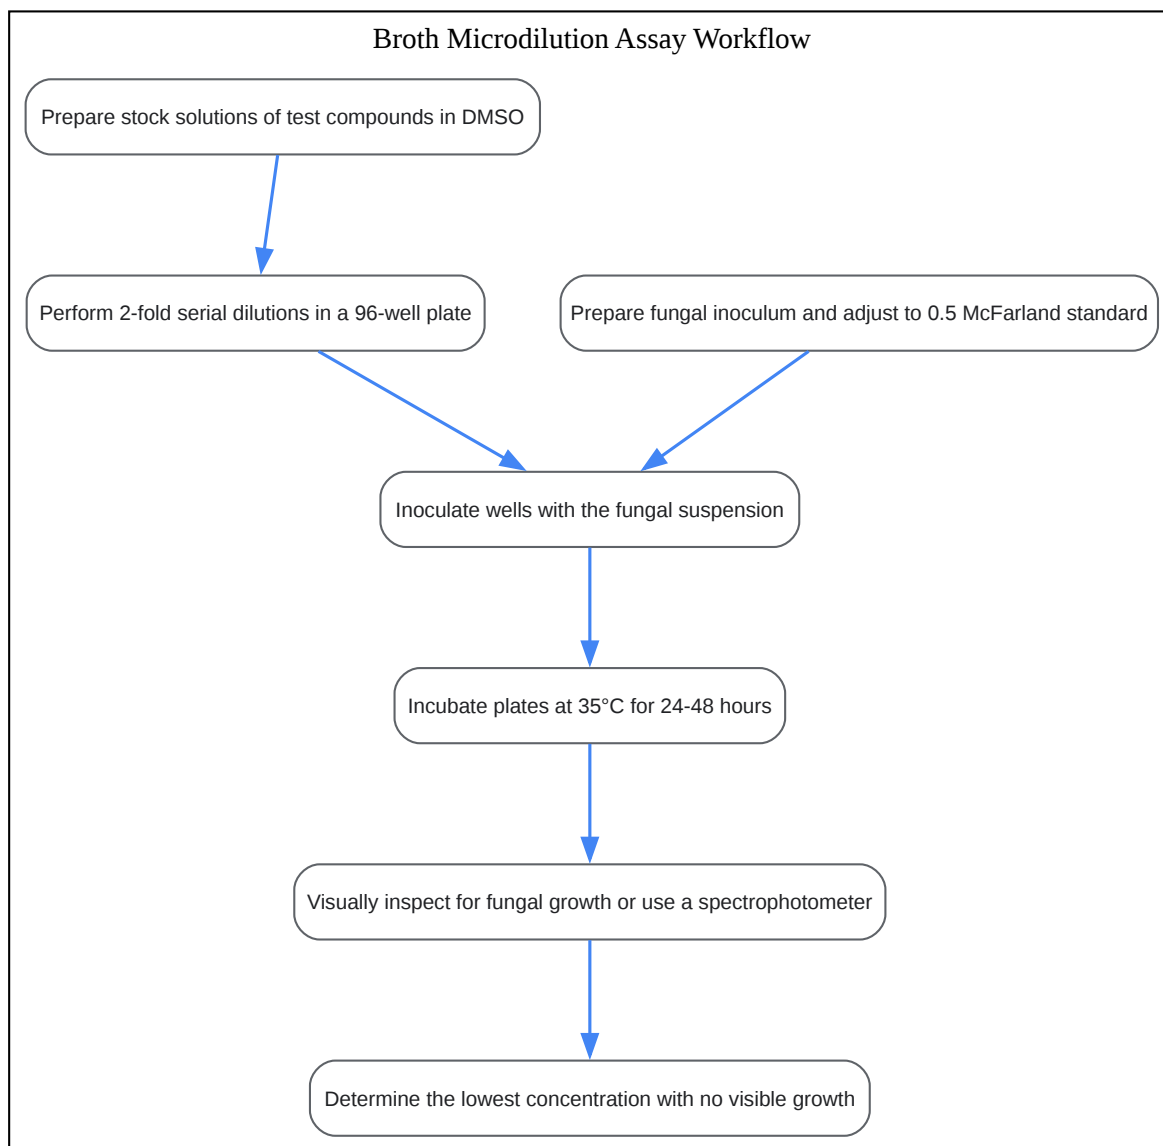 Broth Microdilution Assay Workflow
Prepare stock solutions of test compounds in DMSO
Perform 2-fold serial dilutions in a 96-well plate
Prepare fungal inoculum and adjust to 0.5 McFarland standard
Inoculate wells with the fungal suspension
Incubate plates at 35°C for 24-48 hours
Visually inspect for fungal growth or use a spectrophotometer
Determine the lowest concentration with no visible growth